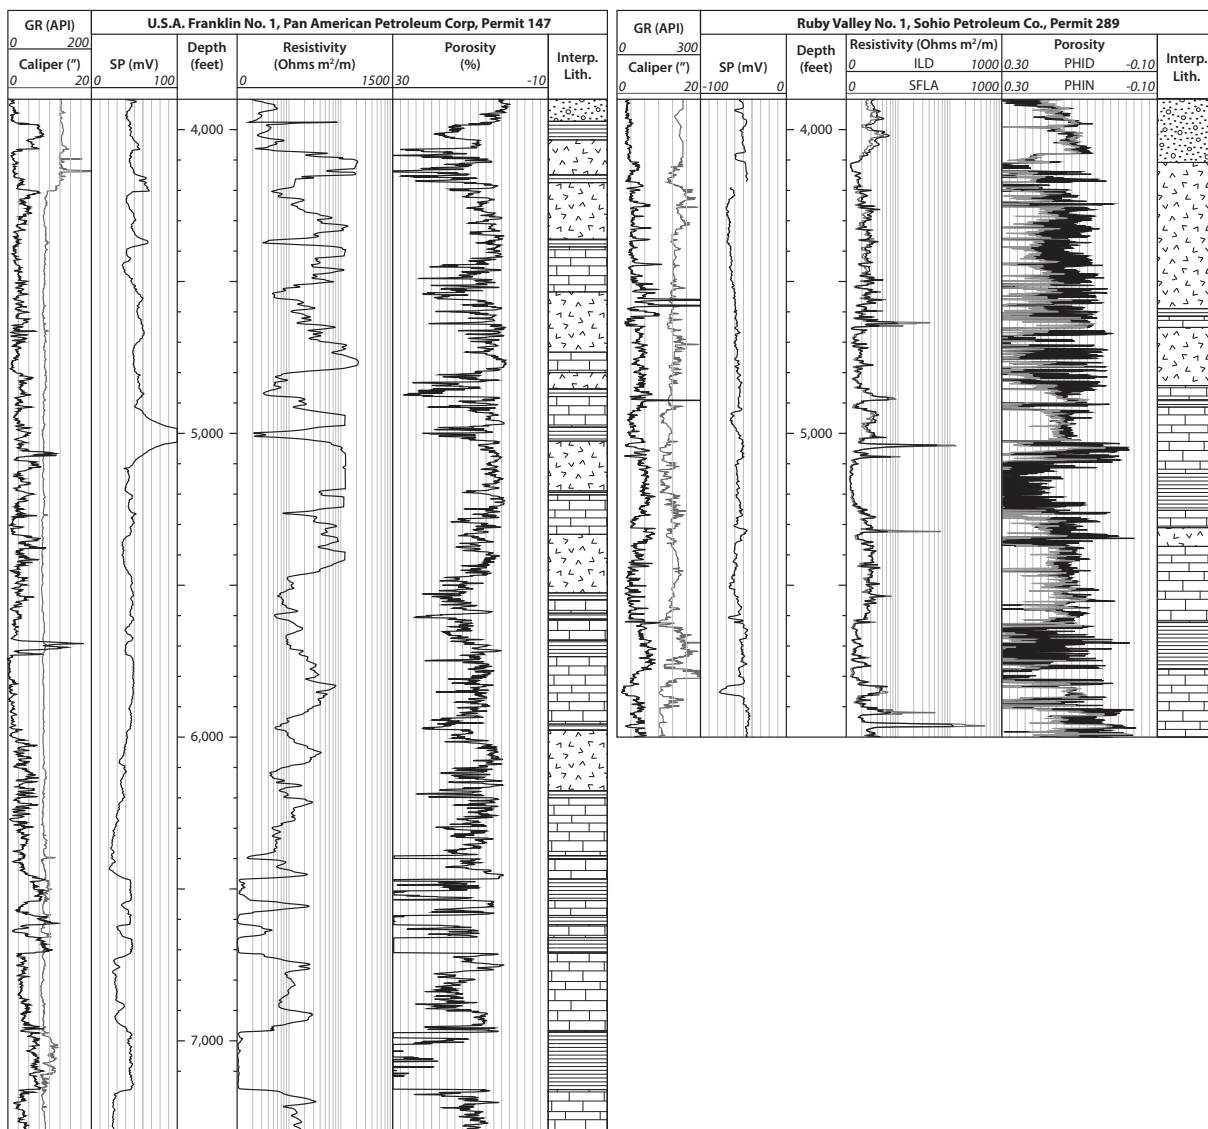 U.S.A. Franklin No. 1, Pan American Petroleum Corp, Permit 147
GR (API)
0 200
Caliper (”)
0 20
SP (mV)
0 100
Depth
(feet)
Resistivity
(Ohms m²/m)
0 1500
Porosity
(%)
30 -10
Interp.
Lith.
4,000
5,000
6,000
7,000
Ruby Valley No. 1, Sohio Petroleum Co., Permit 289
GR (API)
0 300
Caliper (”)
0 20
SP (mV)
-100 0
Depth
(feet)
Resistivity (Ohms m²/m)
0 ILD 1000
0 SFLA 1000
Porosity
0.30 PHID -0.10
0.30 PHIN -0.10
Interp.
Lith.
4,000
5,000
6,000